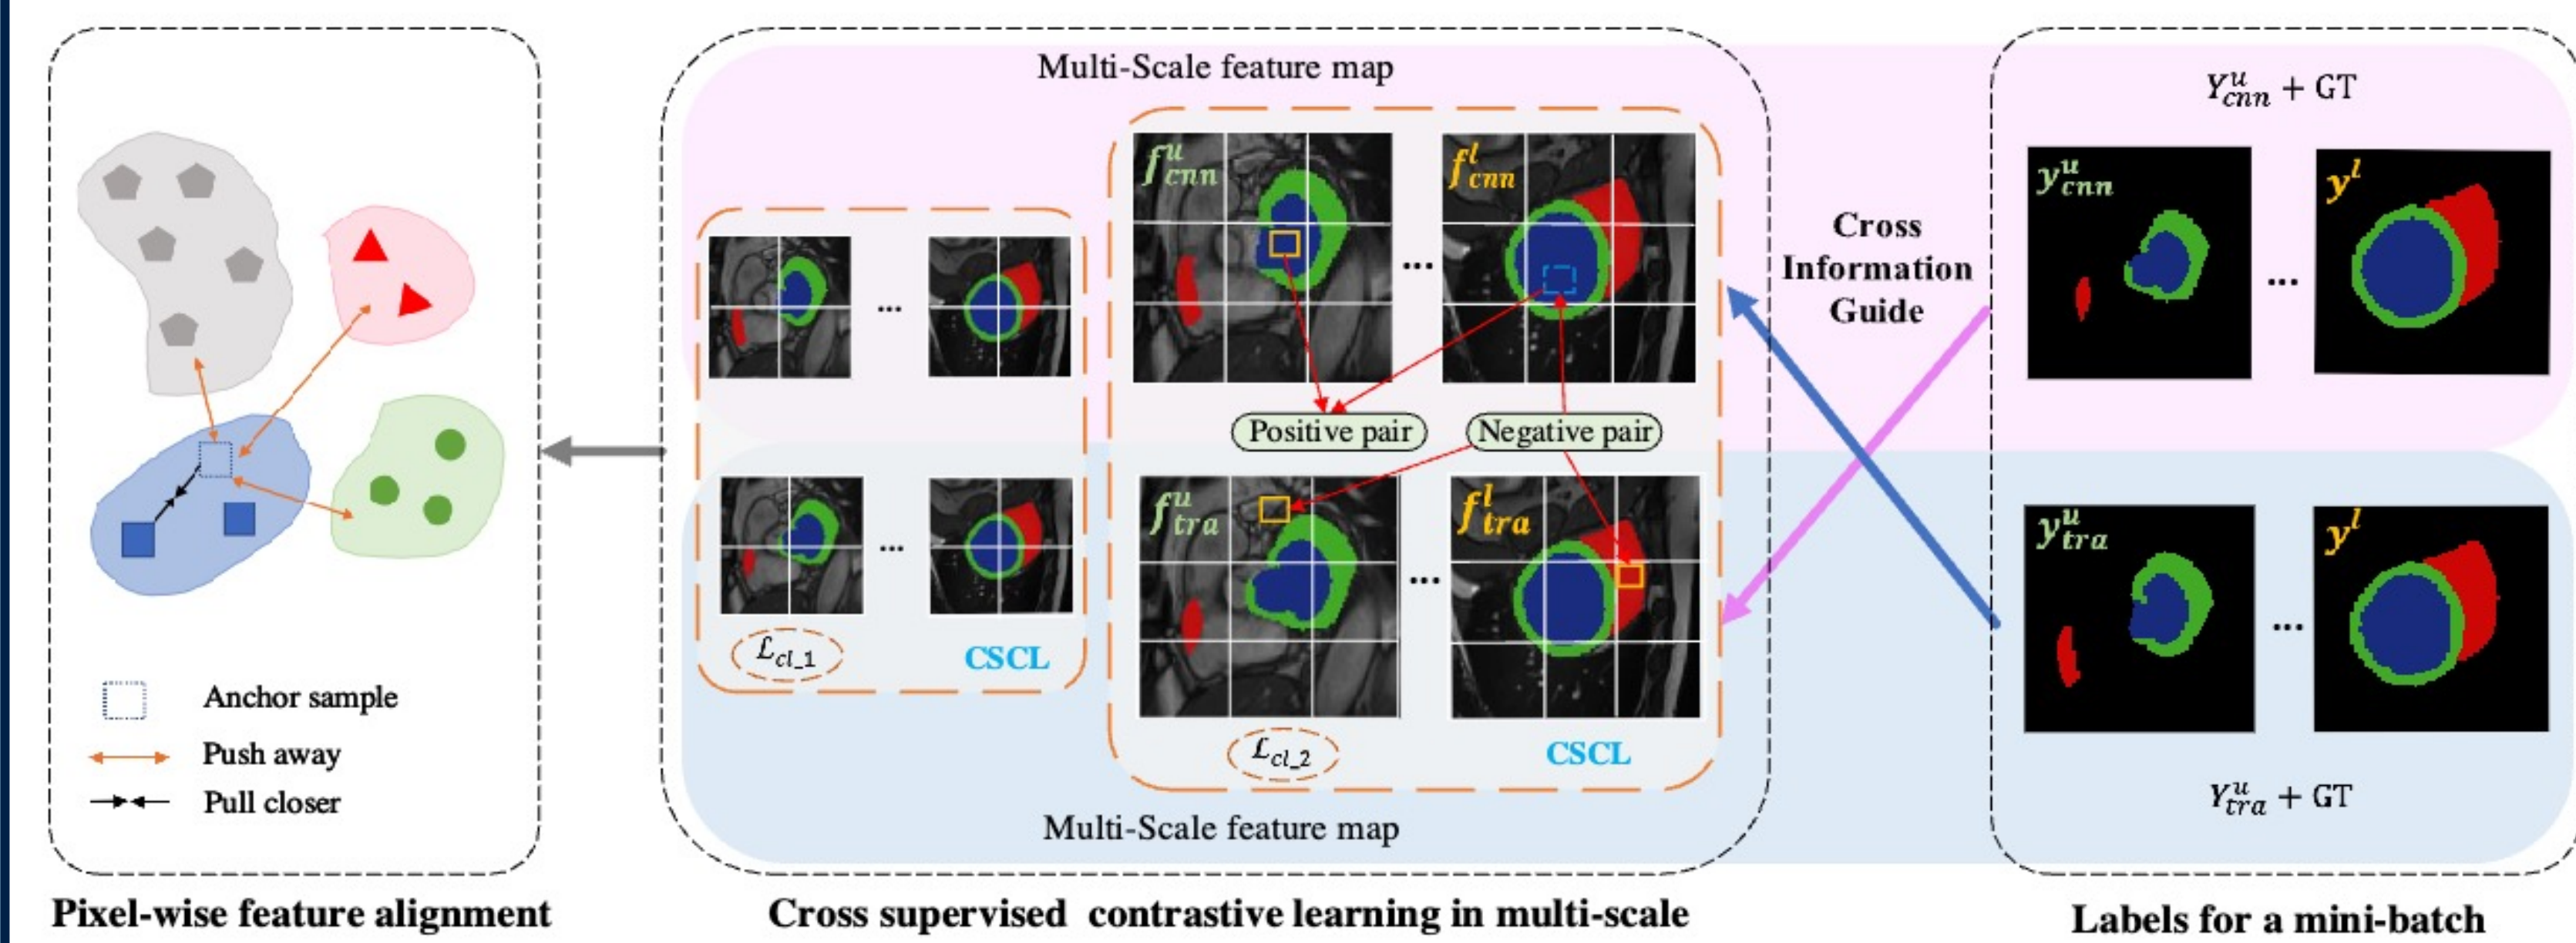 Multi-Scale feature map
Y^u_cnn + GT
f^u_cnn
f^l_cnn
y^u_cnn
y^l
...
...
...
Cross
Information
Guide
Positive pair
Negative pair
f^u_tra
f^l_tra
y^u_tra
y^l
...
...
...
ℒ_cl_1
CSCL
ℒ_cl_2
CSCL
Y^u_tra + GT
Multi-Scale feature map
Anchor sample
Push away
Pull closer
Pixel-wise feature alignment
Cross supervised contrastive learning in multi-scale
Labels for a mini-batch